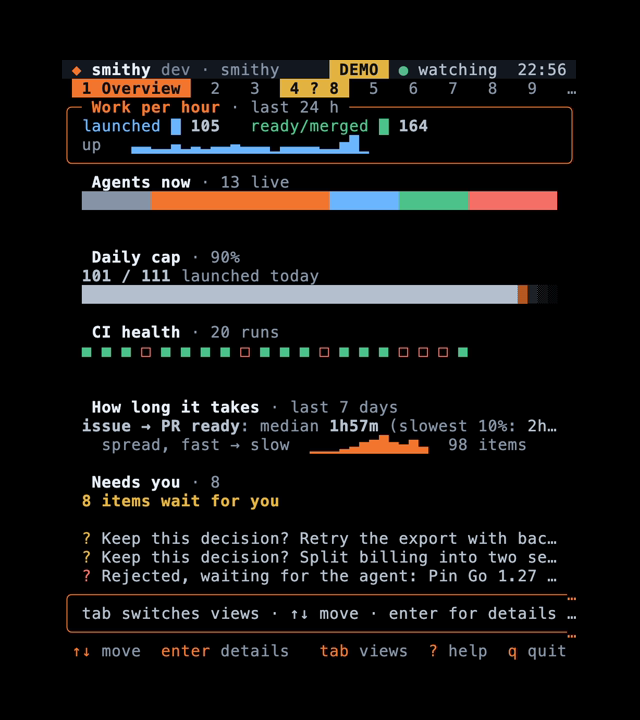 ◆ smithy dev · smithy DEMO ● watching 22:56
1 Overview 2 3 4 ? 8 5 6 7 8 9 …
Work per hour · last 24 h
launched 105 ready/merged 164
up
Agents now · 13 live
Daily cap · 90%
101 / 111 launched today
CI health · 20 runs
How long it takes · last 7 days
issue → PR ready: median 1h57m (slowest 10%: 2h…
spread, fast → slow 98 items
Needs you · 8
8 items wait for you
? Keep this decision? Retry the export with bac…
? Keep this decision? Split billing into two se…
? Rejected, waiting for the agent: Pin Go 1.27 …
…
tab switches views · ↑↓ move · enter for details …
…
↑↓ move enter details tab views ? help q quit